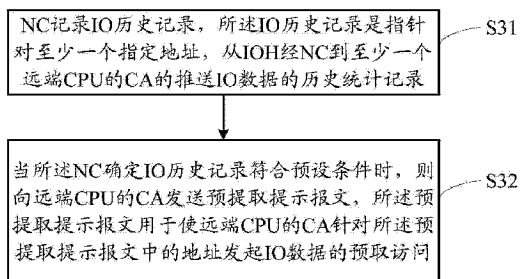 NC记录IO历史记录，所述IO历史记录是指针
对至少一个指定地址，从IOH经NC到至少一个
远端CPU的CA的推送IO数据的历史统计记录
S31
当所述NC确定IO历史记录符合预设条件时，则
向远端CPU的CA发送预提取提示报文，所述预
提取提示报文用于使远端CPU的CA针对所述预
提取提示报文中的地址发起IO数据的预取访问
S32